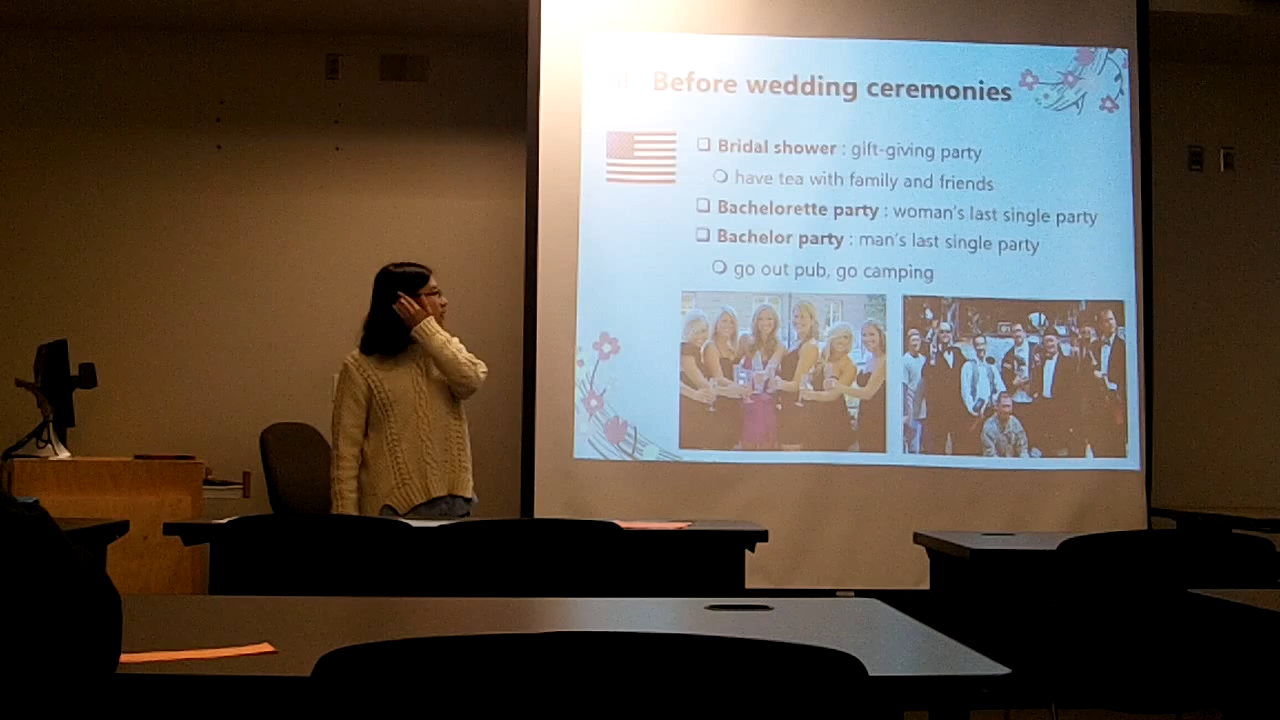 Before wedding ceremonies
❑ Bridal shower : gift-giving party
❍ have tea with family and friends
❑ Bachelorette party : woman's last single party
❑ Bachelor party : man's last single party
❍ go out pub, go camping